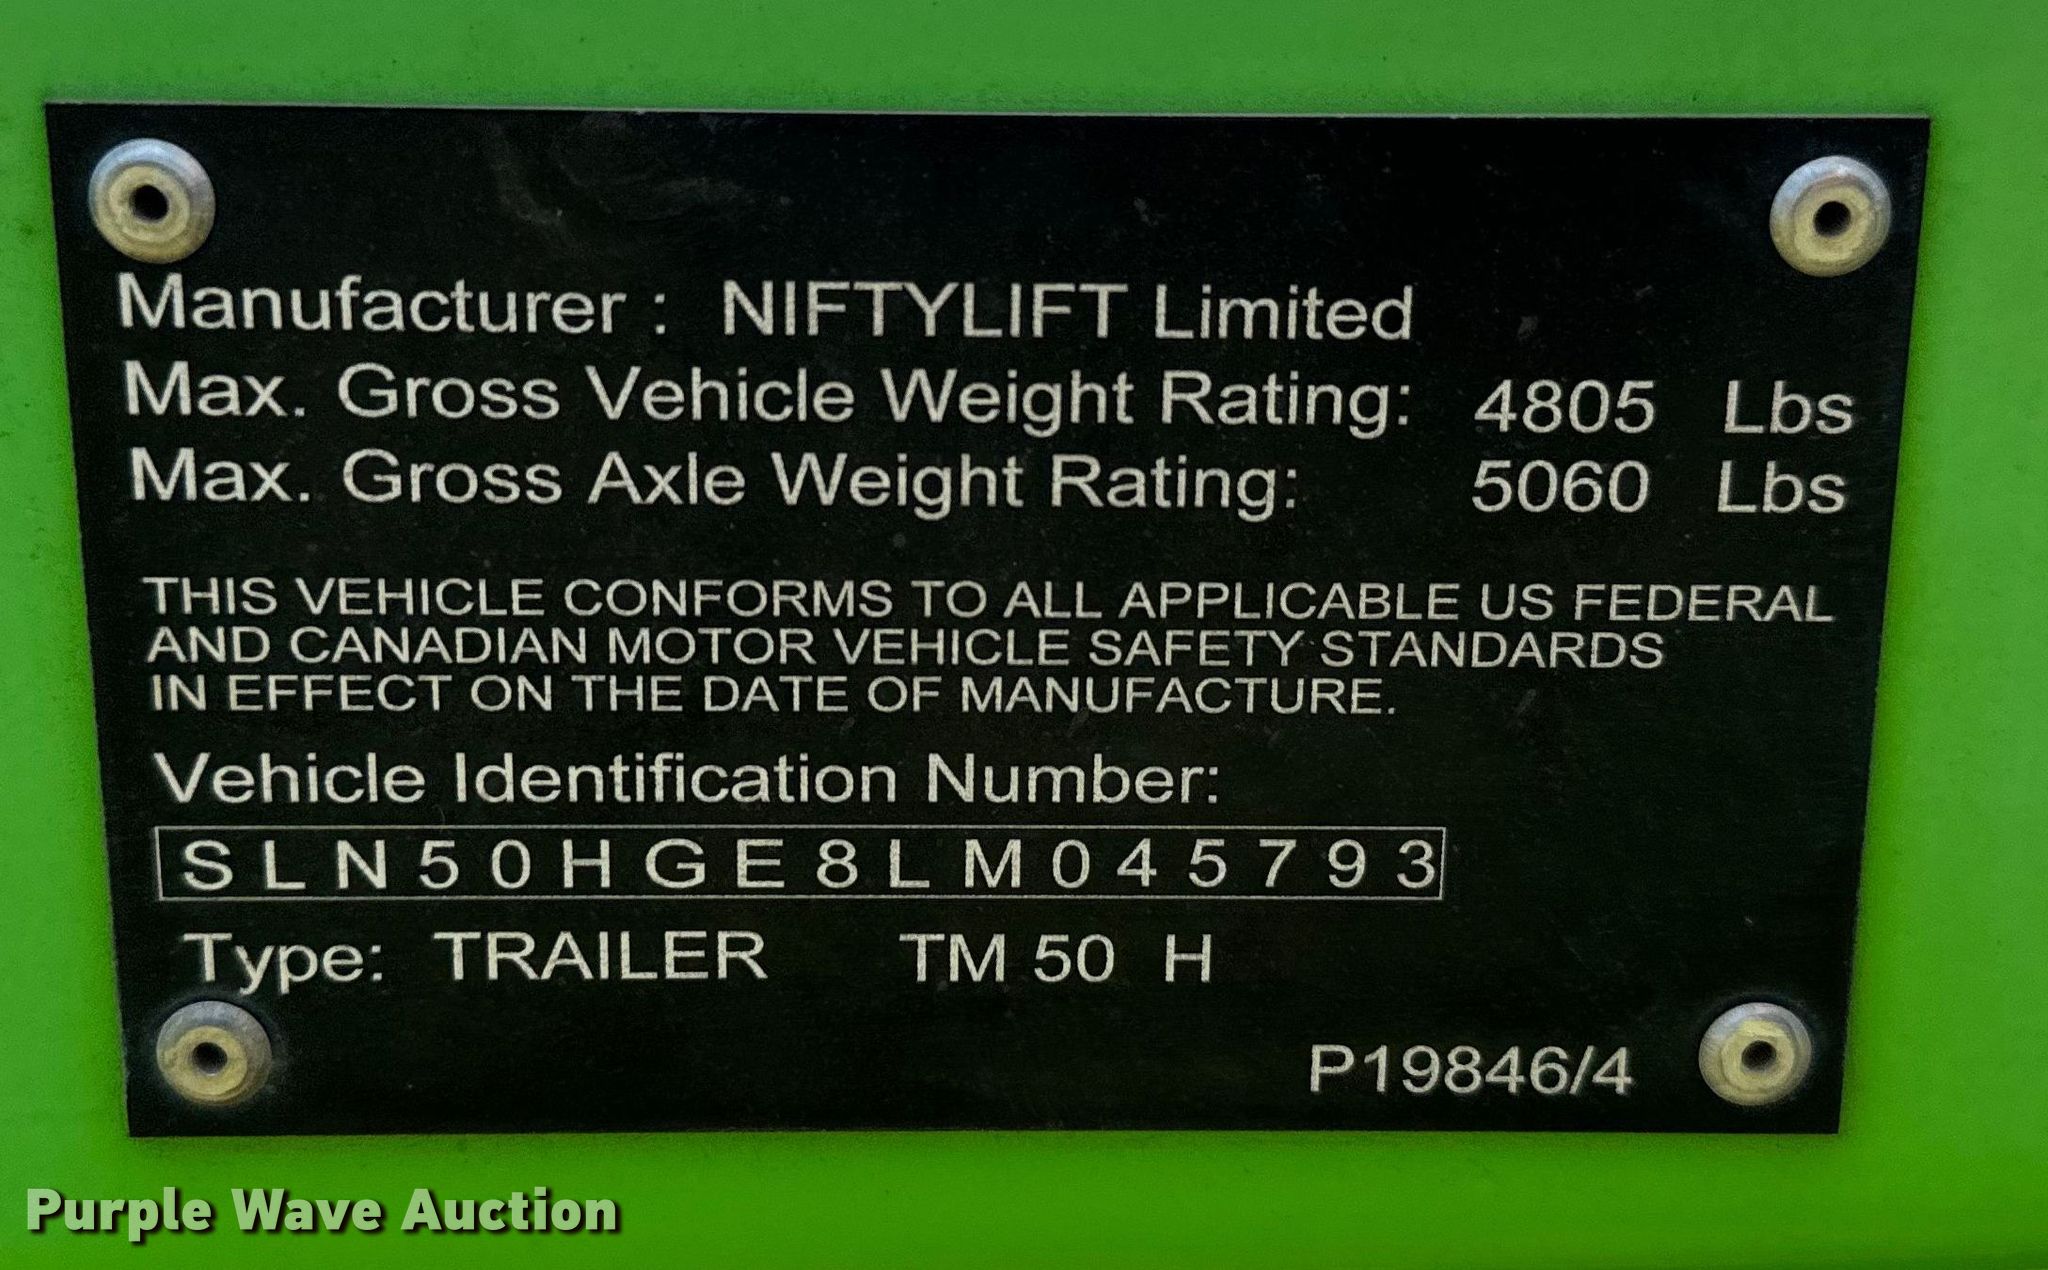 Manufacturer : NIFTYLIFT Limited
Max. Gross Vehicle Weight Rating: 4805 Lbs
Max. Gross Axle Weight Rating: 5060 Lbs
THIS VEHICLE CONFORMS TO ALL APPLICABLE US FEDERAL
AND CANADIAN MOTOR VEHICLE SAFETY STANDARDS
IN EFFECT ON THE DATE OF MANUFACTURE.
Vehicle Identification Number:
SLN50HGE8LM045793
Type: TRAILER TM 50 H
P19846/4
Purple Wave Auction